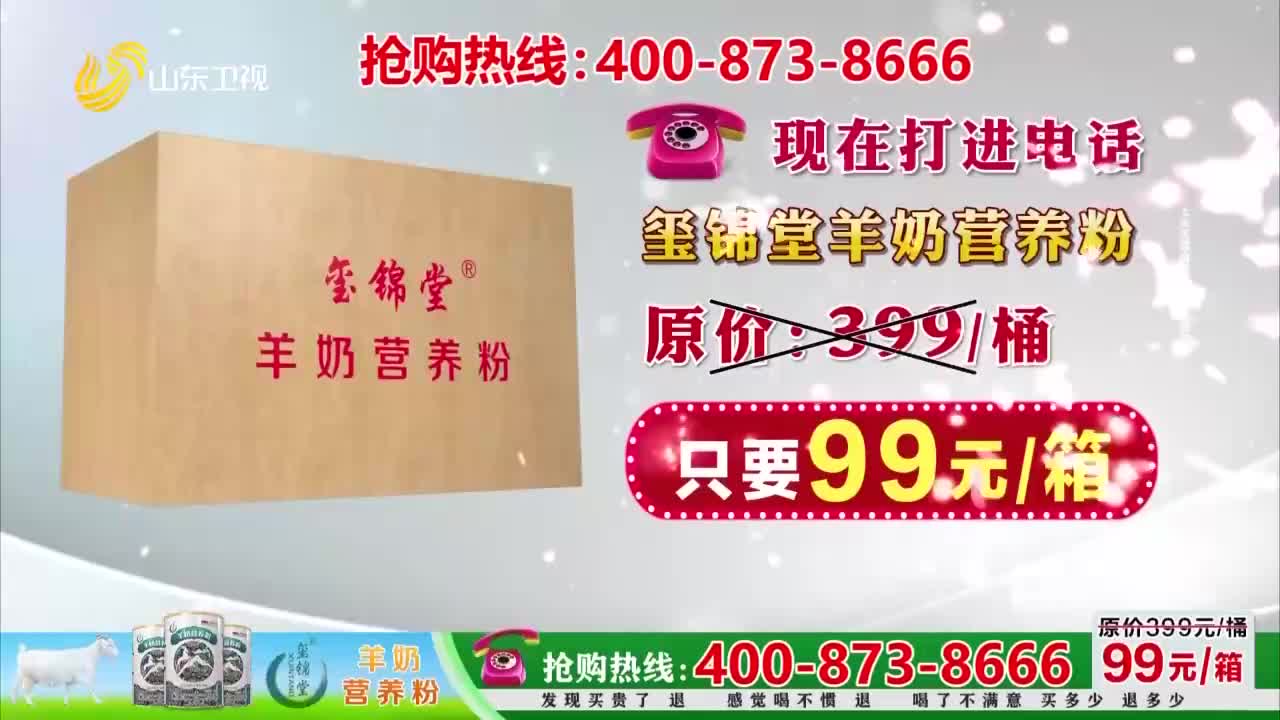 山东卫视
抢购热线:400-873-8666
现在打进电话
玺锦堂羊奶营养粉
原价:399/桶
只要99元/箱
玺锦堂®
羊奶营养粉
玺锦堂
羊奶
营养粉
抢购热线:400-873-8666
原价399元/桶
99元/箱
发现买贵了 退 感觉喝不惯 退 喝了不满意 买多少 退多少